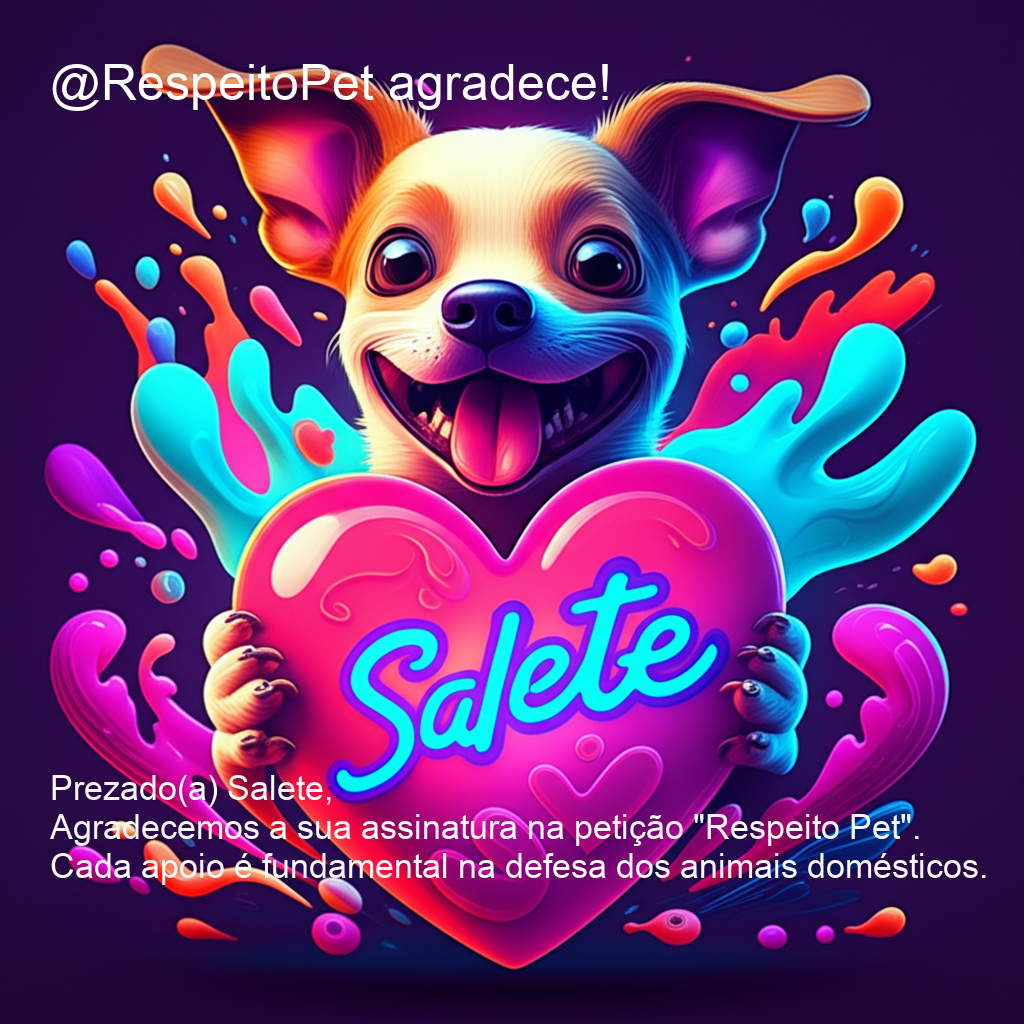 @RespeitoPet agradece!
Salete
Prezado(a) Salete,
Agradecemos a sua assinatura na petição "Respeito Pet".
Cada apoio é fundamental na defesa dos animais domésticos.